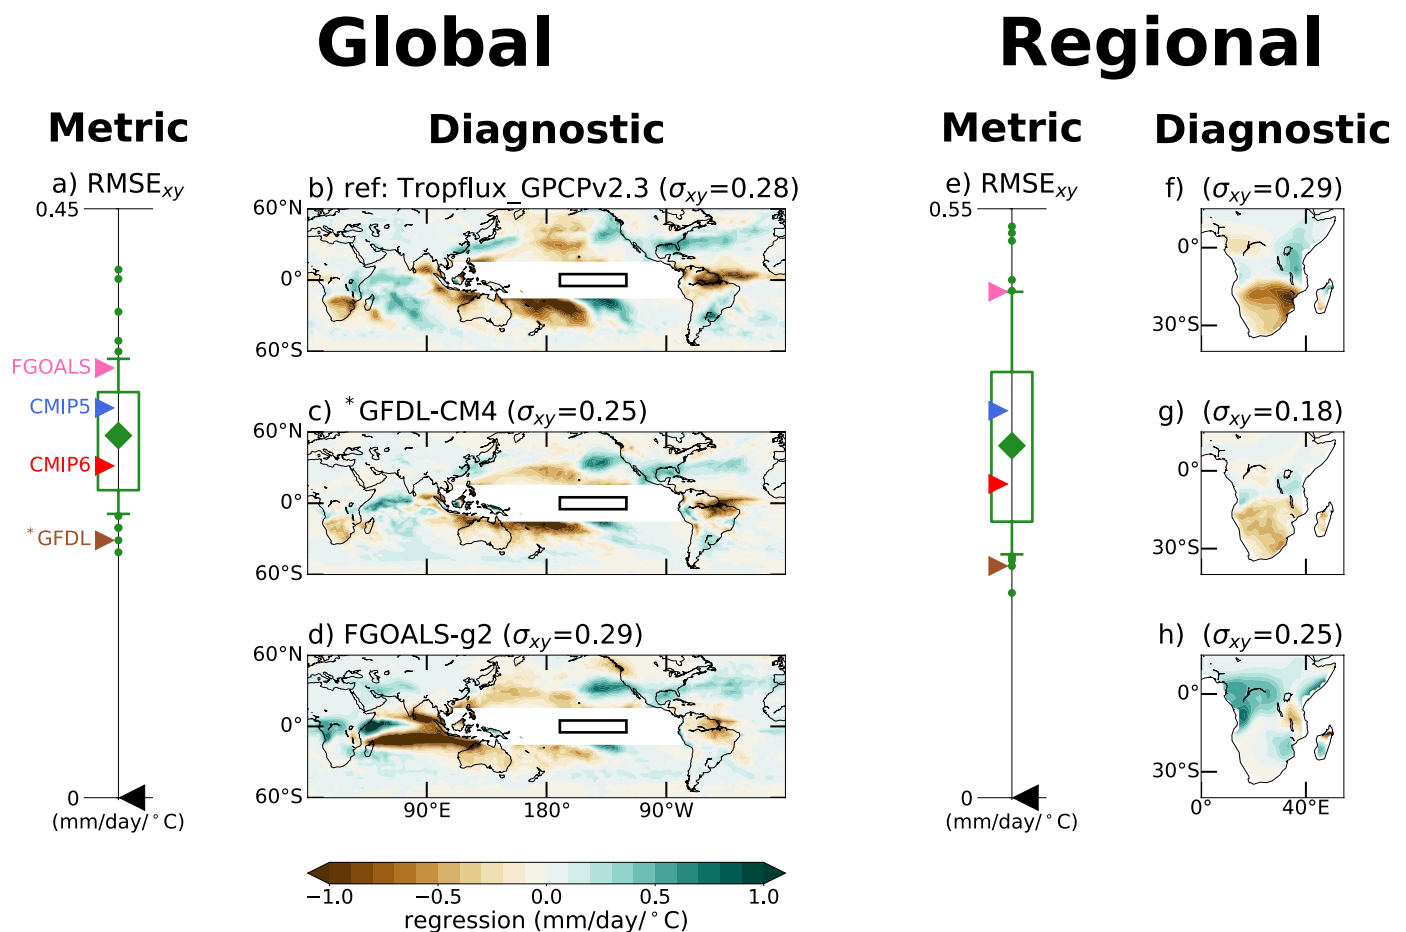 Global
Regional
Metric
Diagnostic
Metric
Diagnostic
a) RMSE_xy
b) ref: Tropflux_GPCPv2.3 (σ_xy=0.28)
e) RMSE_xy
f) (σ_xy=0.29)
0.45
60°N
0°
60°S
0.55
0°
30°S
FGOALS
CMIP5
CMIP6
*GFDL
0
(mm/day/°C)
c) *GFDL-CM4 (σ_xy=0.25)
60°N
0°
60°S
g) (σ_xy=0.18)
0°
30°S
d) FGOALS-g2 (σ_xy=0.29)
60°N
0°
60°S
90°E 180° 90°W
0
(mm/day/°C)
h) (σ_xy=0.25)
0°
30°S
0° 40°E
−1.0 −0.5 0.0 0.5 1.0
regression (mm/day/°C)